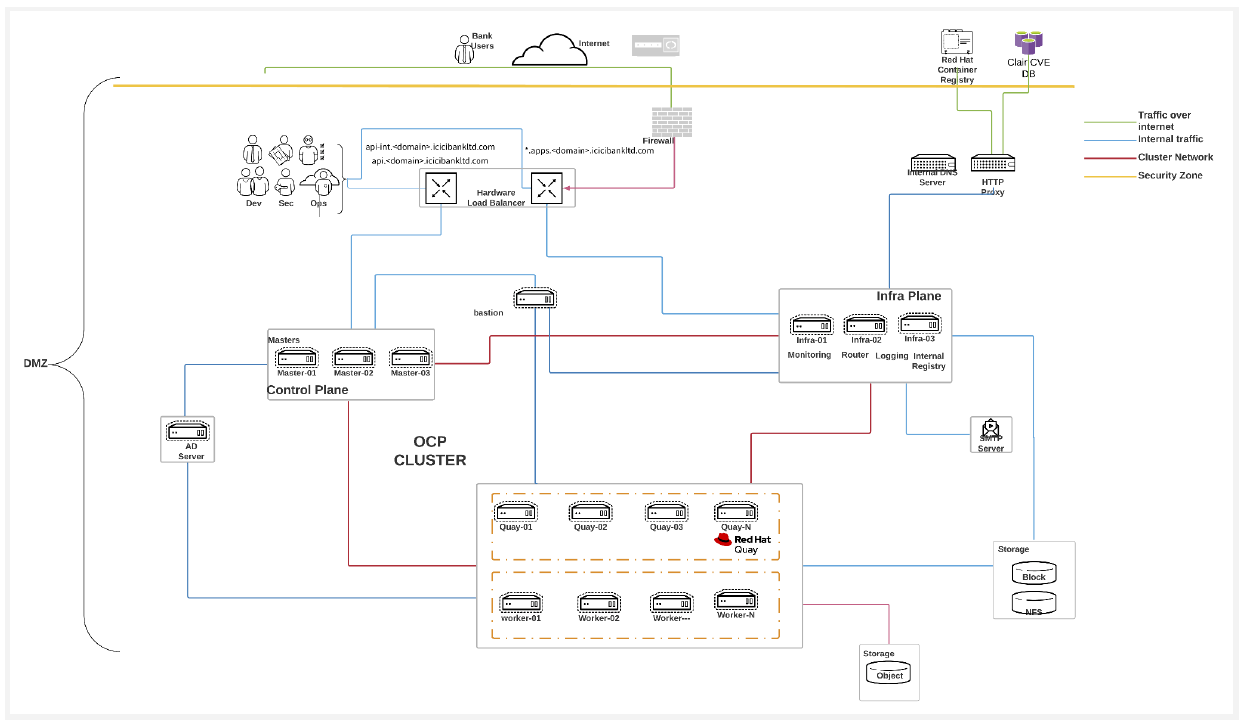 Bank
Users
Internet
Red Hat
Container
Registry
Clair CVE
DB
Traffic over
internet
Internal traffic
Cluster Network
Security Zone
Firewall
api-int.<domain>.icicibankltd.com
*.apps.<domain>.icicibankltd.com
api.<domain>.icicibankltd.com
Internal DNS
Server
HTTP
Proxy
Hardware
Load Balancer
Dev
Sec
Ops
Infra Plane
bastion
Infra-01
Infra-02
Infra-03
Monitoring
Router
Logging
Internal
Registry
Masters
Master-01
Master-02
Master-03
Control Plane
DMZ
AD
Server
OCP
CLUSTER
SMTP
Server
Quay-01
Quay-02
Quay-03
Quay-N
Red Hat
Quay
Storage
Block
NFS
worker-01
Worker-02
Worker---
Worker-N
Storage
Object